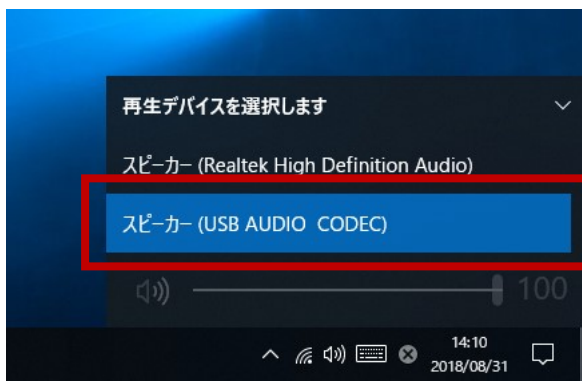 再生デバイスを選択します
スピーカー (Realtek High Definition Audio)
スピーカー (USB AUDIO  CODEC)
100
14:10
2018/08/31